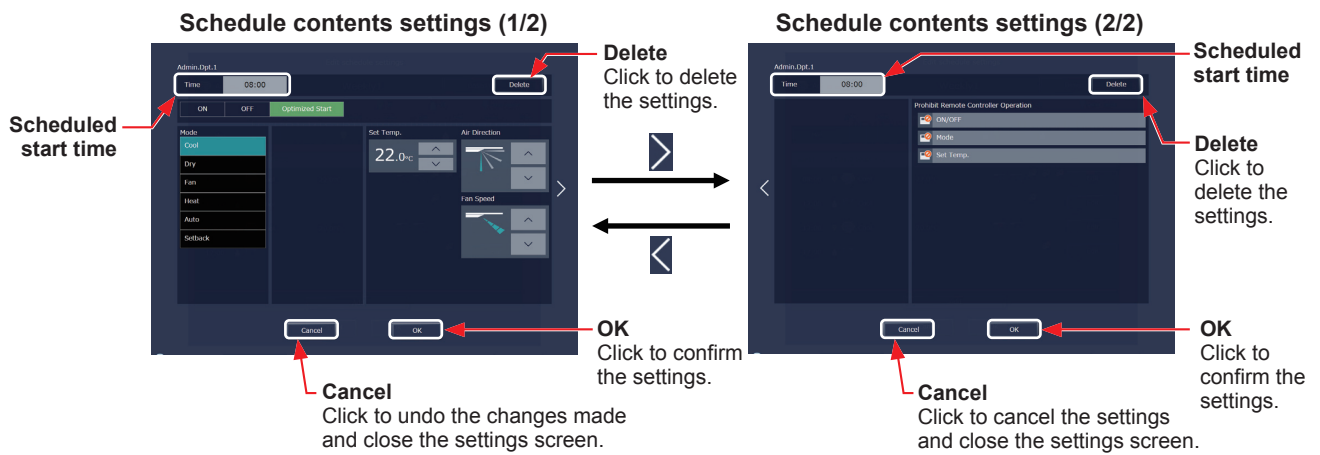 Schedule contents settings (1/2)
Admin.Dpt.1
Time 08:00 Delete
ON OFF Optimized Start
Mode
Cool
Dry
Fan
Heat
Auto
Setback
Set Temp.
22.0°C
Air Direction
Fan Speed
Cancel OK
Scheduled
start time
Delete
Click to delete
the settings.
OK
Click to confirm
the settings.
Cancel
Click to undo the changes made
and close the settings screen.
Schedule contents settings (2/2)
Admin.Dpt.1
Time 08:00 Delete
Prohibit Remote Controller Operation
ON/OFF
Mode
Set Temp.
Cancel OK
Scheduled
start time
Delete
Click to
delete the
settings.
OK
Click to
confirm the
settings.
Cancel
Click to cancel the settings
and close the settings screen.